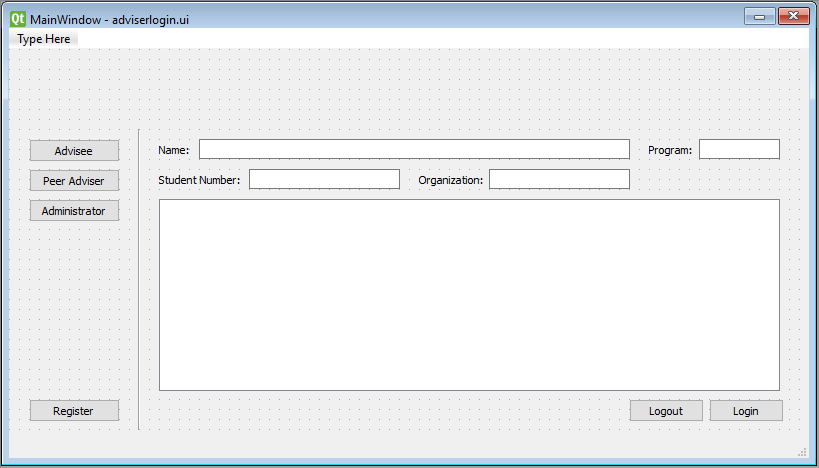 Qt MainWindow - adviserlogin.ui
Type Here
Advisee
Peer Adviser
Administrator
Register
Name:
Program:
Student Number:
Organization:
Logout
Login